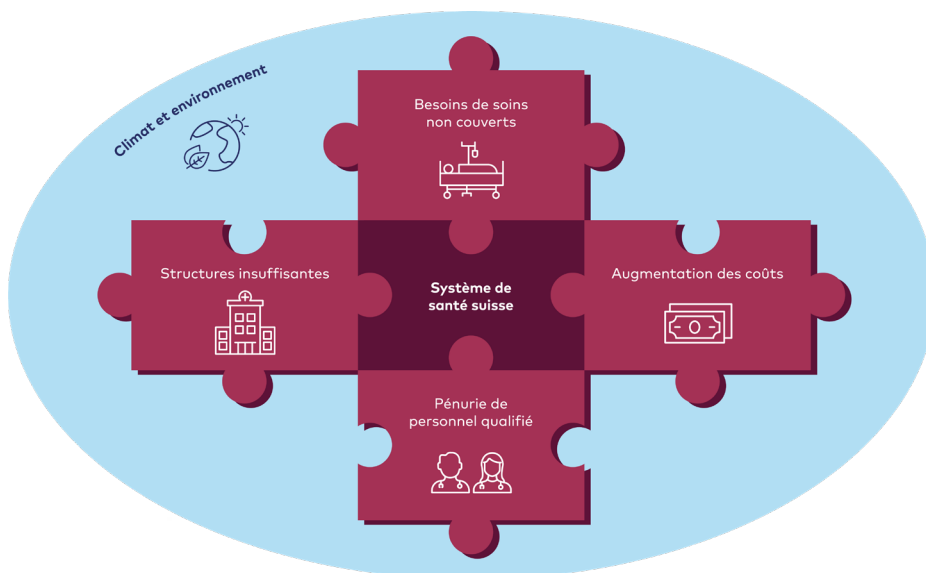 Climat et environnement
Besoins de soins
non couverts
Structures insuffisantes
Système de
santé suisse
Augmentation des coûts
Pénurie de
personnel qualifié